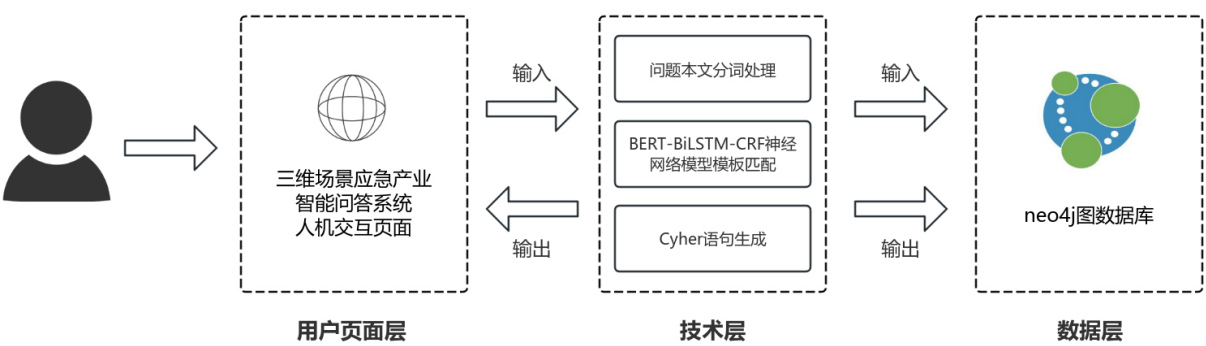 三维场景应急产业
智能问答系统
人机交互页面
用户页面层
输入
输出
问题本文分词处理
BERT-BiLSTM-CRF神经
网络模型模板匹配
Cyher语句生成
技术层
输入
输出
neo4j图数据库
数据层